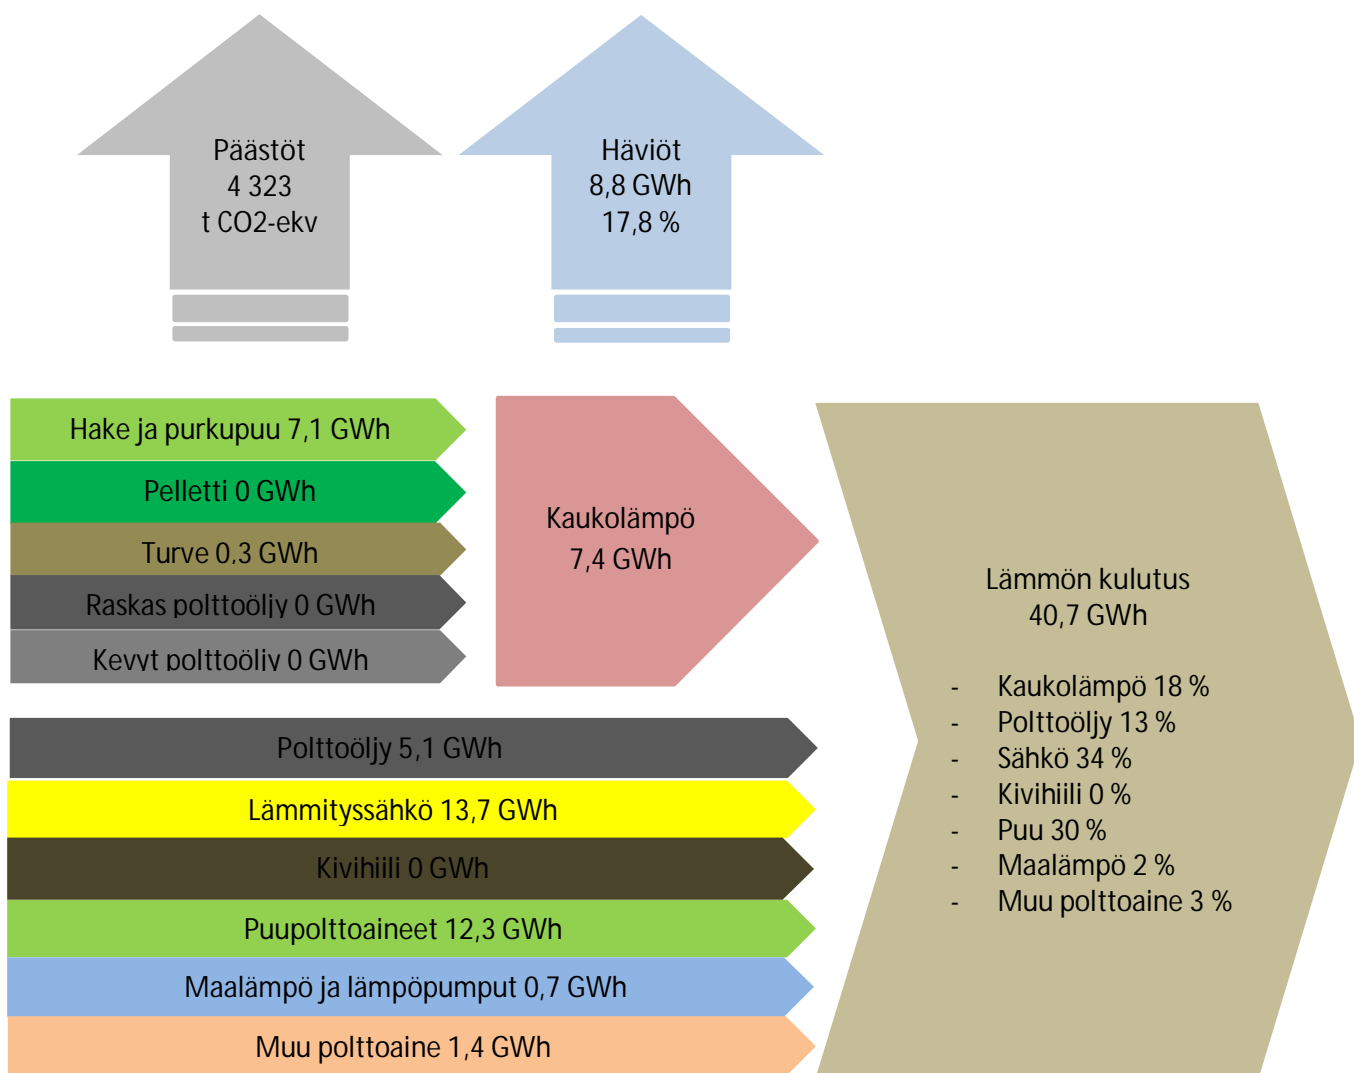 Päästöt
4 323
t CO2-ekv
Häviöt
8,8 GWh
17,8 %
Hake ja purkupuu 7,1 GWh
Pelletti 0 GWh
Turve 0,3 GWh
Raskas polttoöljy 0 GWh
Kevyt polttoöljy 0 GWh
Kaukolämpö
7,4 GWh
Polttoöljy 5,1 GWh
Lämmityssähkö 13,7 GWh
Kivihiili 0 GWh
Puupolttoaineet 12,3 GWh
Maalämpö ja lämpöpumput 0,7 GWh
Muu polttoaine 1,4 GWh
Lämmön kulutus
40,7 GWh
- Kaukolämpö 18 %
- Polttoöljy 13 %
- Sähkö 34 %
- Kivihiili 0 %
- Puu 30 %
- Maalämpö 2 %
- Muu polttoaine 3 %